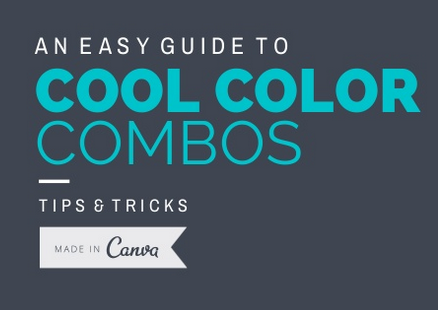 AN EASY GUIDE TO
COOL COLOR
COMBOS
TIPS & TRICKS
MADE IN Canva